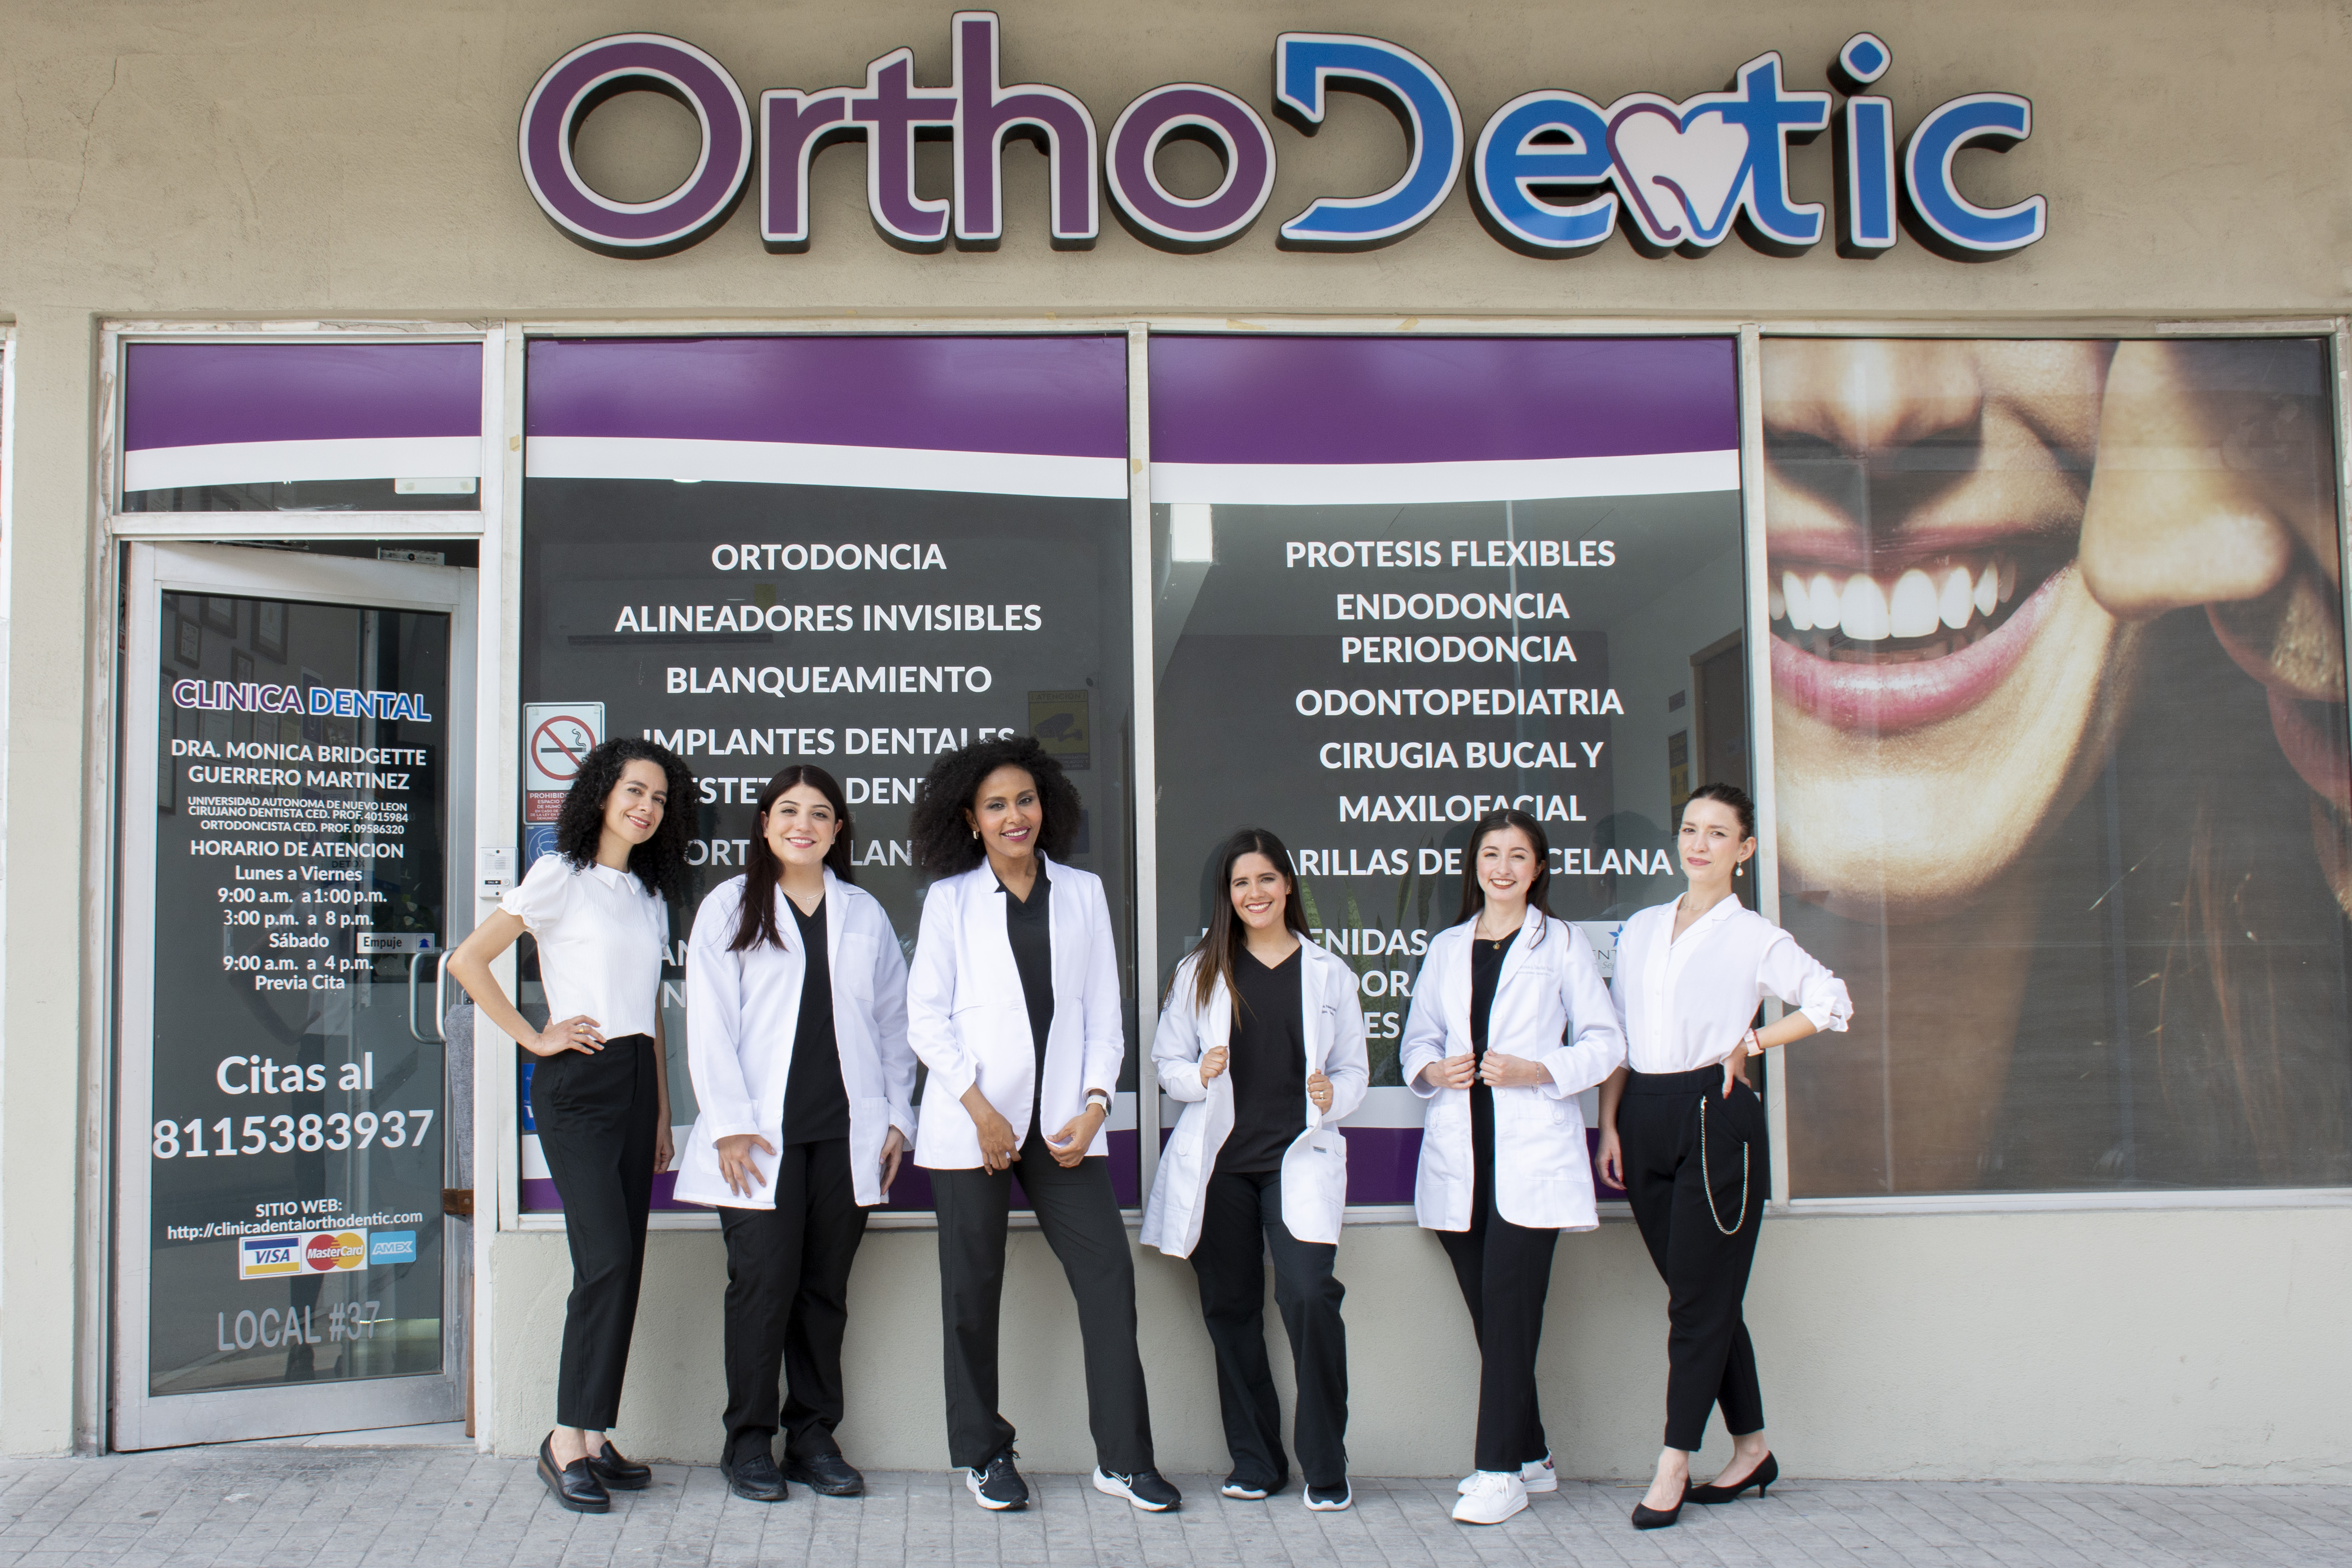 OrthoDentic
CLINICA DENTAL
DRA. MONICA BRIDGETTE
GUERRERO MARTINEZ
UNIVERSIDAD AUTONOMA DE NUEVO LEON
CIRUJANO DENTISTA CED. PROF. 4015984
ORTODONCISTA CED. PROF. 09586320
HORARIO DE ATENCION
Lunes a Viernes
9:00 a.m. a 1:00 p.m.
3:00 p.m. a 8 p.m.
Sábado
9:00 a.m. a 4 p.m.
Previa Cita
Empuje
Citas al
8115383937
SITIO WEB:
http://clinicadentalorthodentic.com
VISA MasterCard AMEX
LOCAL #37
ORTODONCIA
ALINEADORES INVISIBLES
BLANQUEAMIENTO
IMPLANTES DENTALES
PROTESIS FLEXIBLES
ENDODONCIA
PERIODONCIA
ODONTOPEDIATRIA
CIRUGIA BUCAL Y
MAXILOFACIAL
DE